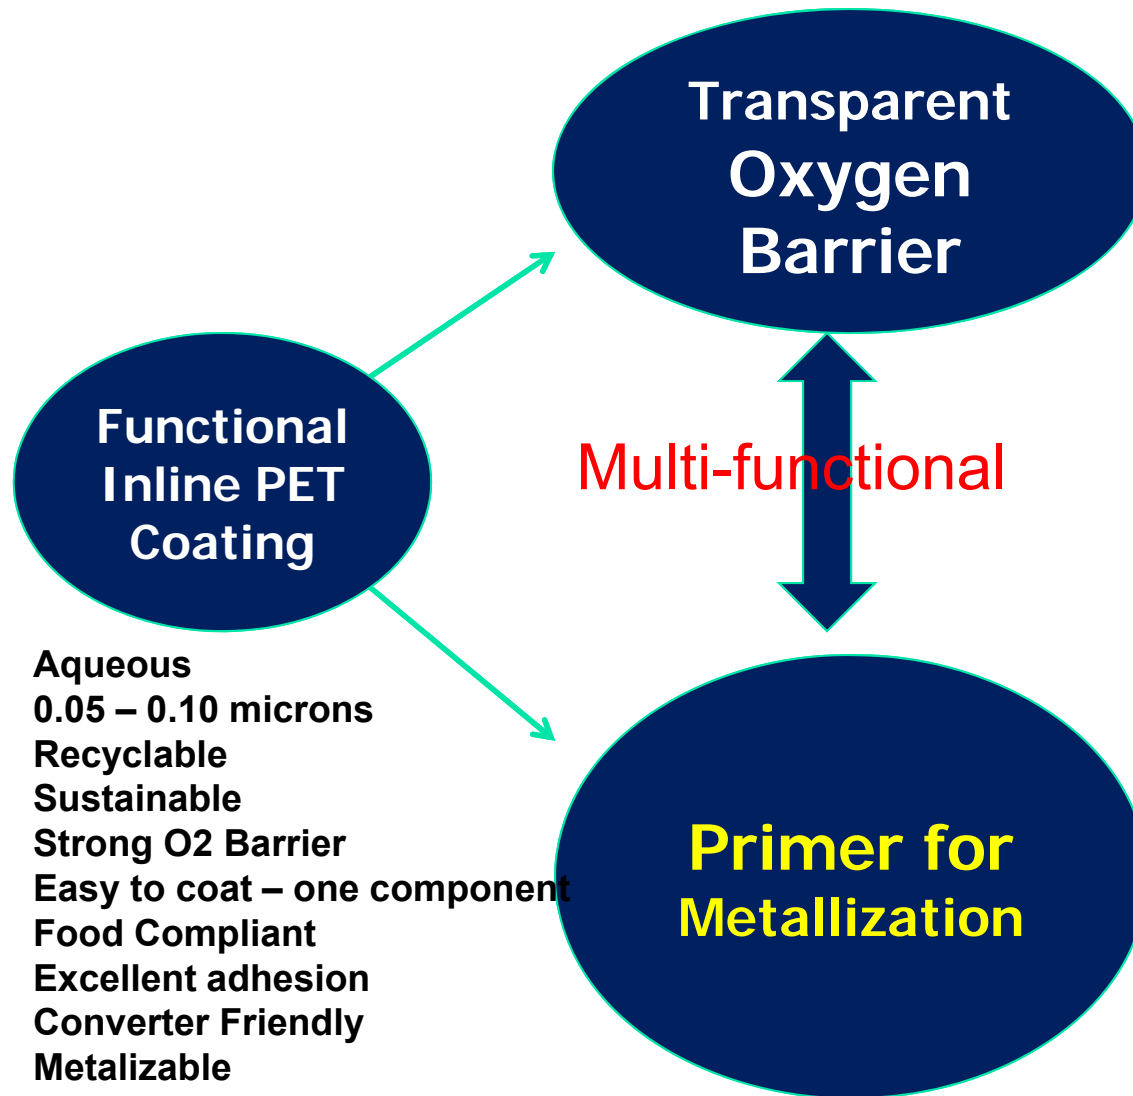 Transparent
Oxygen
Barrier
Functional
Inline PET
Coating
Multi-functional
Aqueous
0.05 – 0.10 microns
Recyclable
Sustainable
Strong O2 Barrier
Easy to coat – one component
Food Compliant
Excellent adhesion
Converter Friendly
Metalizable
Primer for
Metallization